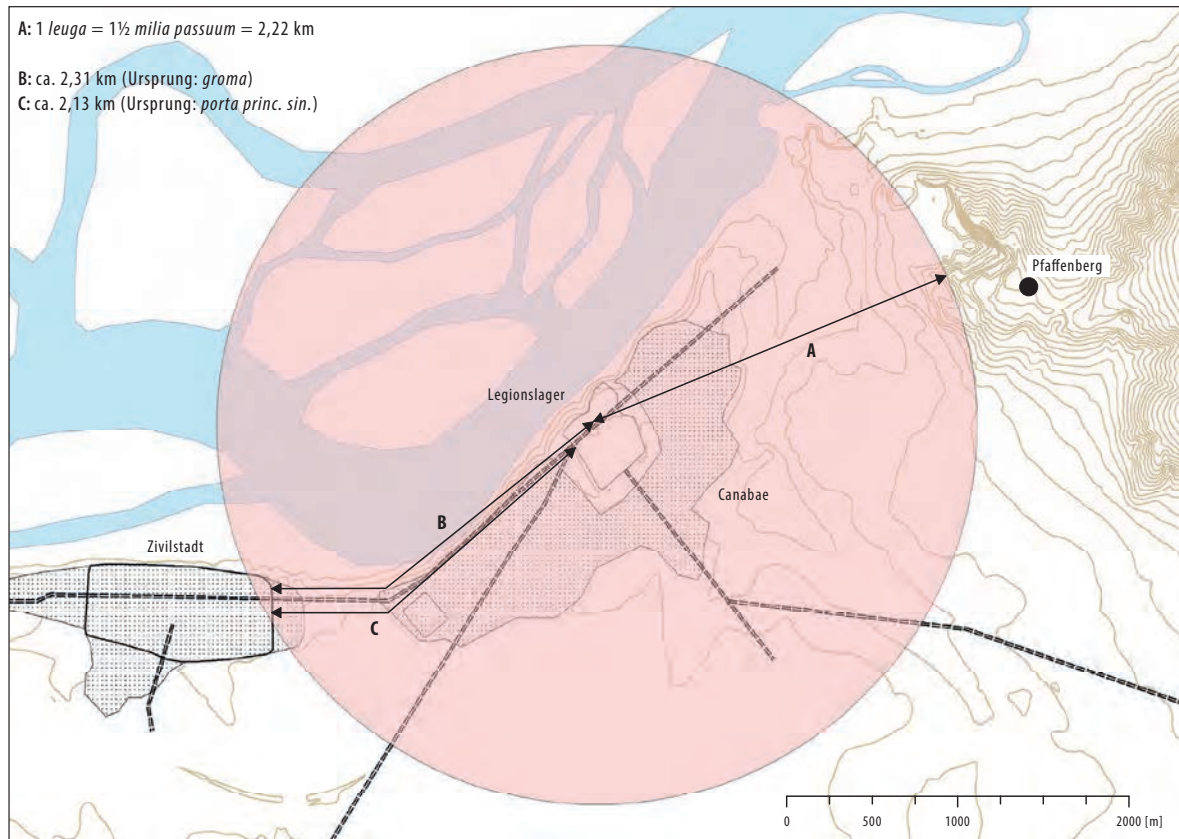 A: 1 leuga = 1½ milia passuum = 2,22 km
B: ca. 2,31 km (Ursprung: groma)
C: ca. 2,13 km (Ursprung: porta princ. sin.)
Pfaffenberg
A
Legionslager
Canabae
B
Zivilstadt
C
0 500 1000 2000 [m]